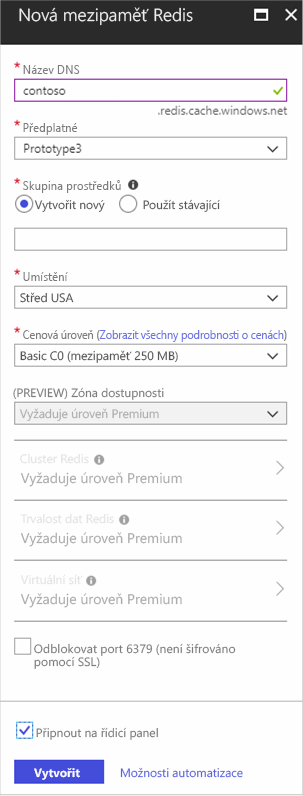 Nová mezipaměť Redis
* Název DNS
contoso
.redis.cache.windows.net
* Předplatné
Prototype3
* Skupina prostředků
Vytvořit nový Použít stávající
* Umístění
Střed USA
* Cenová úroveň (Zobrazit všechny podrobnosti o cenách)
Basic C0 (mezipaměť 250 MB)
(PREVIEW) Zóna dostupnosti
Vyžaduje úroveň Premium
Cluster Redis
Vyžaduje úroveň Premium
Trvalost dat Redis
Vyžaduje úroveň Premium
Virtuální síť
Vyžaduje úroveň Premium
Odblokovat port 6379 (není šifrováno
pomocí SSL)
Připnout na řídicí panel
Vytvořit Možnosti automatizace